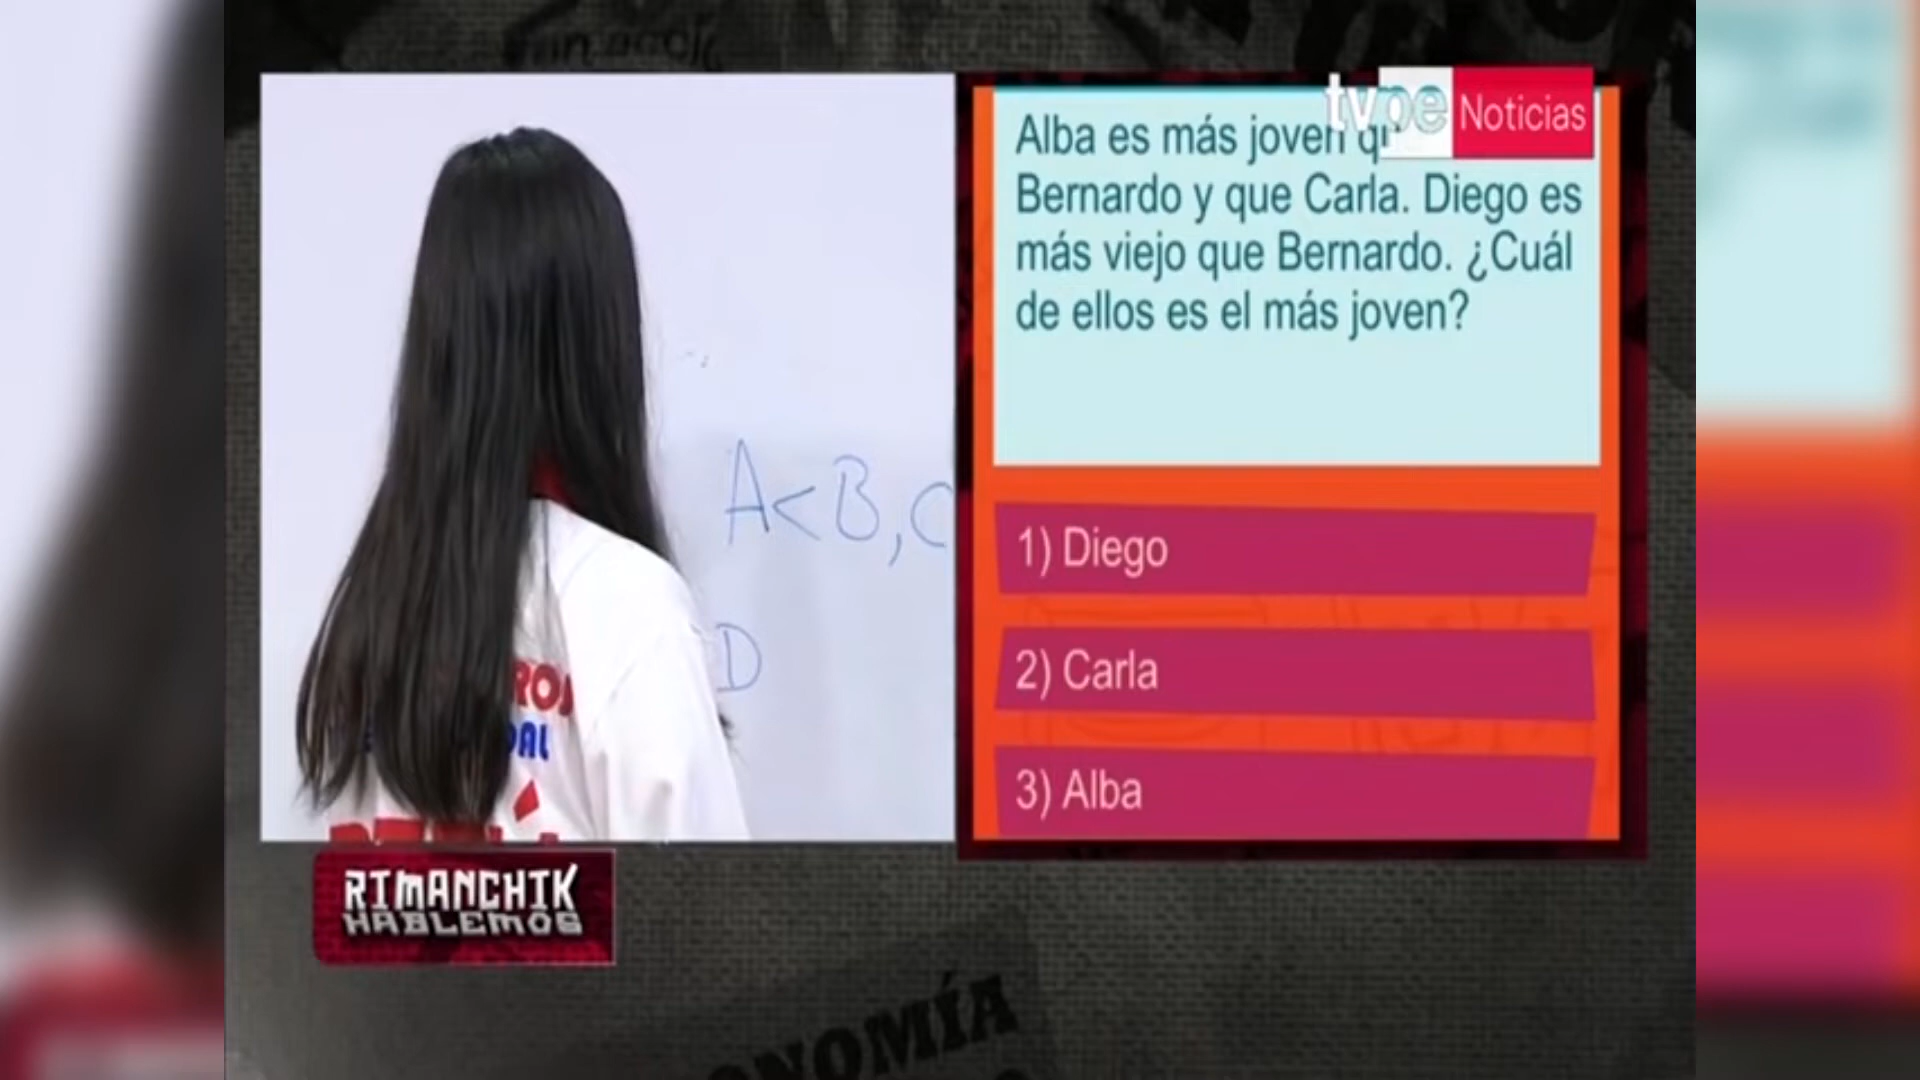 tvpe Noticias
Alba es más joven qu
Bernardo y que Carla. Diego es
más viejo que Bernardo. ¿Cuál
de ellos es el más joven?
1) Diego
2) Carla
3) Alba
A<B,C
D
RIMANCHIK
HABLEMOS